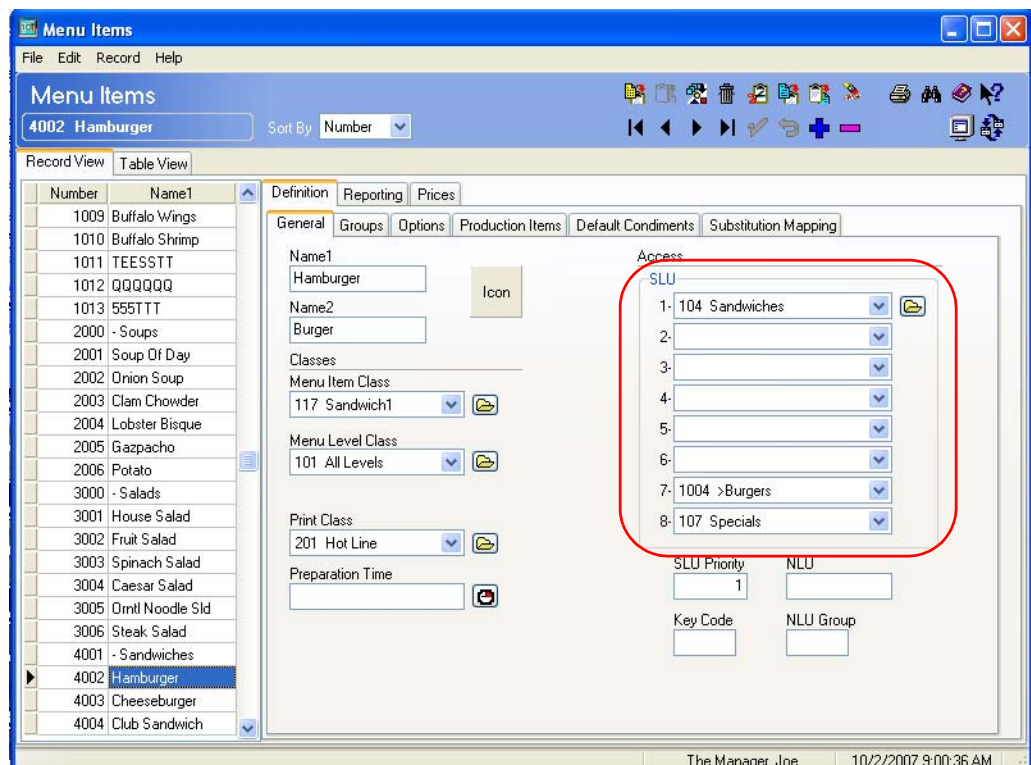 Menu Items
File Edit Record Help
Menu Items
4002 Hamburger
Sort By Number
Record View Table View
Number Name1
1009 Buffalo Wings
1010 Buffalo Shrimp
1011 TEESSTT
1012 QQQQQQ
1013 555TTT
2000 - Soups
2001 Soup Of Day
2002 Onion Soup
2003 Clam Chowder
2004 Lobster Bisque
2005 Gazpacho
2006 Potato
3000 - Salads
3001 House Salad
3002 Fruit Salad
3003 Spinach Salad
3004 Caesar Salad
3005 Orntl Noodle Sld
3006 Steak Salad
4001 - Sandwiches
4002 Hamburger
4003 Cheeseburger
4004 Club Sandwich
Definition Reporting Prices
General Groups Options Production Items Default Condiments Substitution Mapping
Name1
Hamburger
Icon
Name2
Burger
Classes
Menu Item Class
117 Sandwich1
Menu Level Class
101 All Levels
Print Class
201 Hot Line
Preparation Time
Access
SLU
1- 104 Sandwiches
2-
3-
4-
5-
6-
7- 1004 >Burgers
8- 107 Specials
SLU Priority NLU
1
Key Code NLU Group
The Manager Joe 10/2/2007 9:00:36 AM